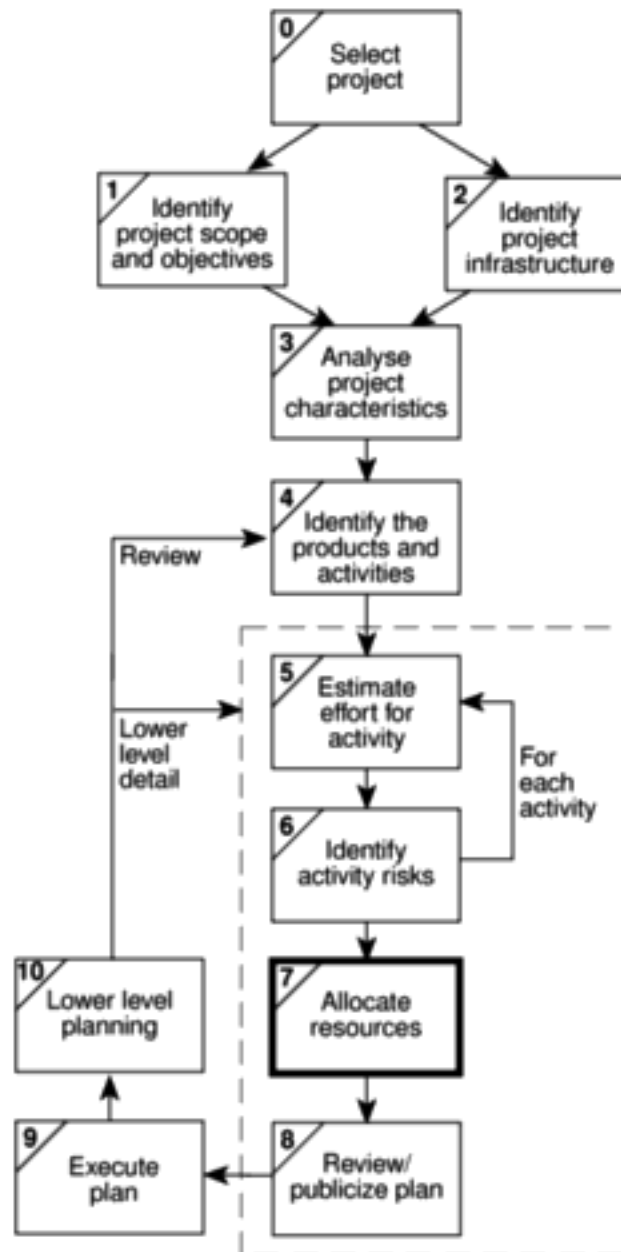 0
Select
project
1
Identify
project scope
and objectives
2
Identify
project
infrastructure
3
Analyse
project
characteristics
4
Identify the
products and
activities
Review
5
Estimate
effort for
activity
Lower
level
detail
For
each
activity
6
Identify
activity risks
10
Lower level
planning
7
Allocate
resources
9
Execute
plan
8
Review/
publicize plan